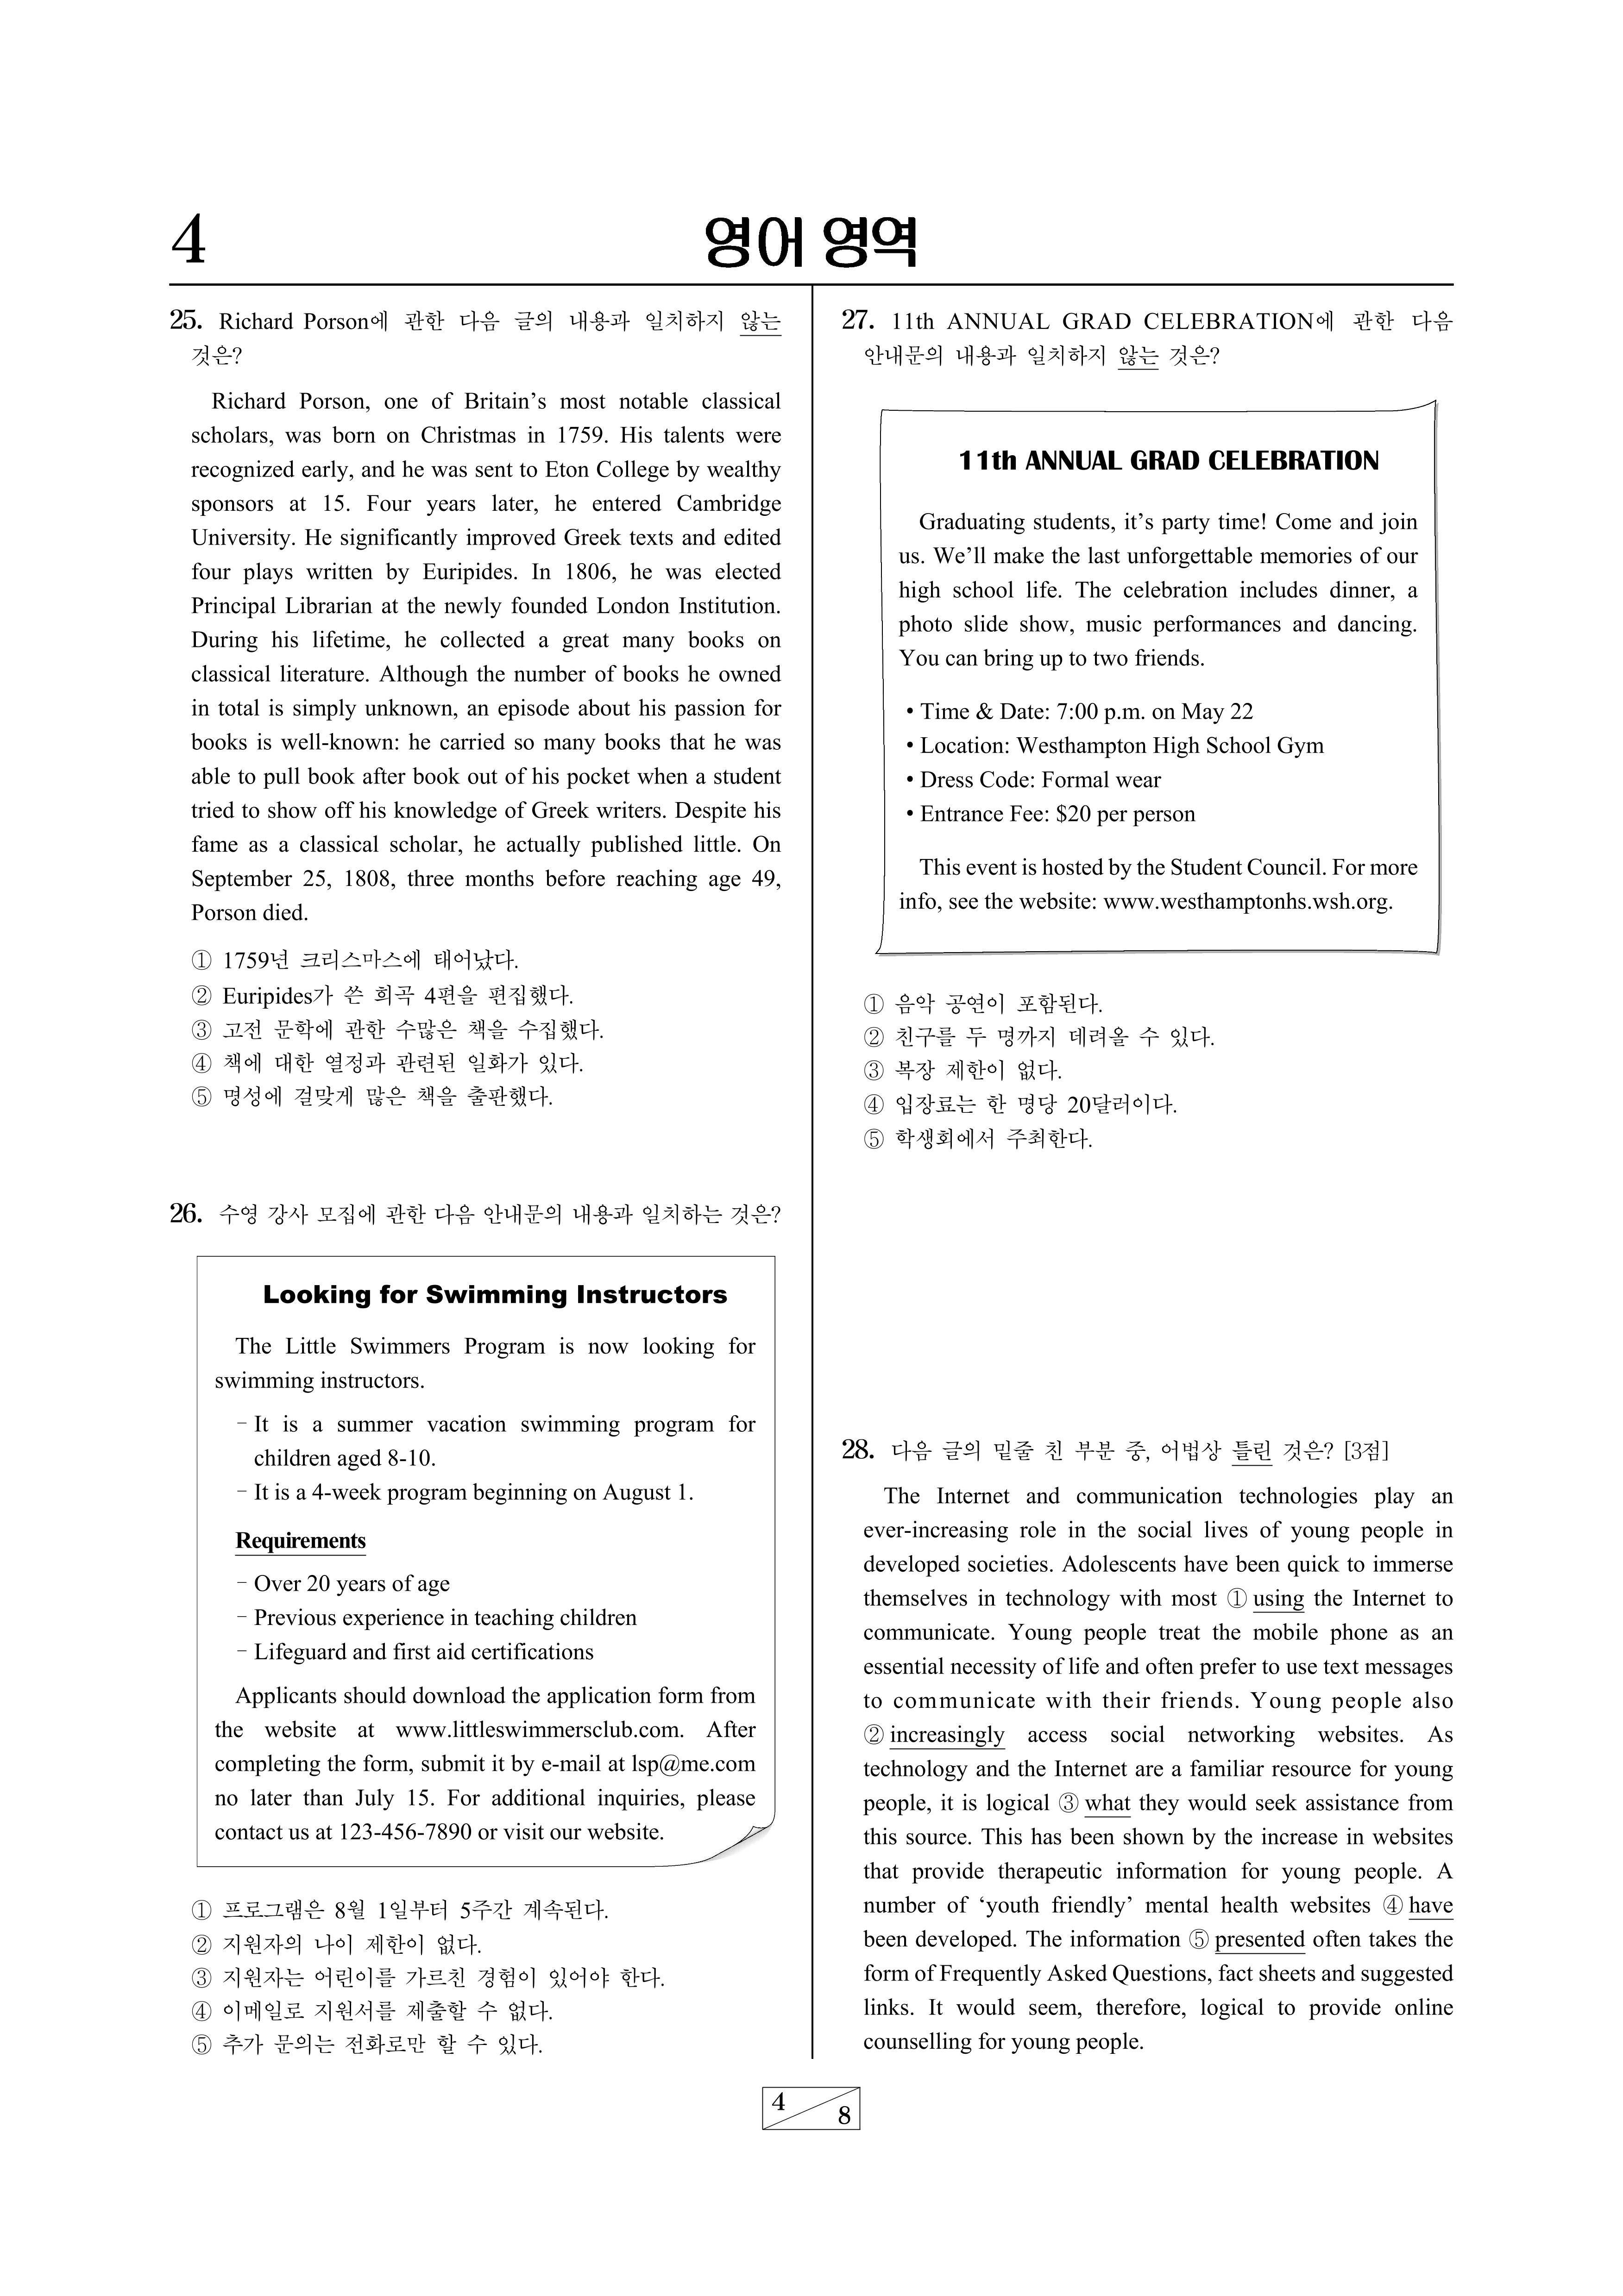 4
영어 영역
25. Richard Porson에 관한 다음 글의 내용과 일치하지 않는
것은?
Richard Porson, one of Britain’s most notable classical
scholars, was born on Christmas in 1759. His talents were
recognized early, and he was sent to Eton College by wealthy
sponsors at 15. Four years later, he entered Cambridge
University. He significantly improved Greek texts and edited
four plays written by Euripides. In 1806, he was elected
Principal Librarian at the newly founded London Institution.
During his lifetime, he collected a great many books on
classical literature. Although the number of books he owned
in total is simply unknown, an episode about his passion for
books is well-known: he carried so many books that he was
able to pull book after book out of his pocket when a student
tried to show off his knowledge of Greek writers. Despite his
fame as a classical scholar, he actually published little. On
September 25, 1808, three months before reaching age 49,
Porson died.
① 1759년 크리스마스에 태어났다.
② Euripides가 쓴 희곡 4편을 편집했다.
③ 고전 문학에 관한 수많은 책을 수집했다.
④ 책에 대한 열정과 관련된 일화가 있다.
⑤ 명성에 걸맞게 많은 책을 출판했다.
26. 수영 강사 모집에 관한 다음 안내문의 내용과 일치하는 것은?
Looking for Swimming Instructors
The Little Swimmers Program is now looking for
swimming instructors.
- It is a summer vacation swimming program for
children aged 8-10.
- It is a 4-week program beginning on August 1.
Requirements
- Over 20 years of age
- Previous experience in teaching children
- Lifeguard and first aid certifications
Applicants should download the application form from
the website at www.littleswimmersclub.com. After
completing the form, submit it by e-mail at lsp@me.com
no later than July 15. For additional inquiries, please
contact us at 123-456-7890 or visit our website.
① 프로그램은 8월 1일부터 5주간 계속된다.
② 지원자의 나이 제한이 없다.
③ 지원자는 어린이를 가르친 경험이 있어야 한다.
④ 이메일로 지원서를 제출할 수 없다.
⑤ 추가 문의는 전화로만 할 수 있다.
27. 11th ANNUAL GRAD CELEBRATION에 관한 다음
안내문의 내용과 일치하지 않는 것은?
11th ANNUAL GRAD CELEBRATION
Graduating students, it’s party time! Come and join
us. We’ll make the last unforgettable memories of our
high school life. The celebration includes dinner, a
photo slide show, music performances and dancing.
You can bring up to two friends.
• Time & Date: 7:00 p.m. on May 22
• Location: Westhampton High School Gym
• Dress Code: Formal wear
• Entrance Fee: $20 per person
This event is hosted by the Student Council. For more
info, see the website: www.westhamptonhs.wsh.org.
① 음악 공연이 포함된다.
② 친구를 두 명까지 데려올 수 있다.
③ 복장 제한이 없다.
④ 입장료는 한 명당 20달러이다.
⑤ 학생회에서 주최한다.
28. 다음 글의 밑줄 친 부분 중, 어법상 틀린 것은? [3점]
The Internet and communication technologies play an
ever-increasing role in the social lives of young people in
developed societies. Adolescents have been quick to immerse
themselves in technology with most ① using the Internet to
communicate. Young people treat the mobile phone as an
essential necessity of life and often prefer to use text messages
to communicate with their friends. Young people also
② increasingly access social networking websites. As
technology and the Internet are a familiar resource for young
people, it is logical ③ what they would seek assistance from
this source. This has been shown by the increase in websites
that provide therapeutic information for young people. A
number of ‘youth friendly’ mental health websites ④ have
been developed. The information ⑤ presented often takes the
form of Frequently Asked Questions, fact sheets and suggested
links. It would seem, therefore, logical to provide online
counselling for young people.
4
8